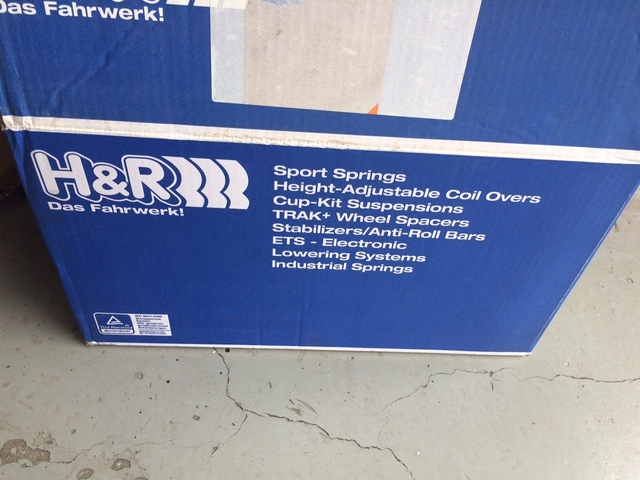 Das Fahrwerk!
H&R
Das Fahrwerk!
Sport Springs
Height-Adjustable Coil Overs
Cup-Kit Suspensions
TRAK+ Wheel Spacers
Stabilizers/Anti-Roll Bars
ETS - Electronic
Lowering Systems
Industrial Springs